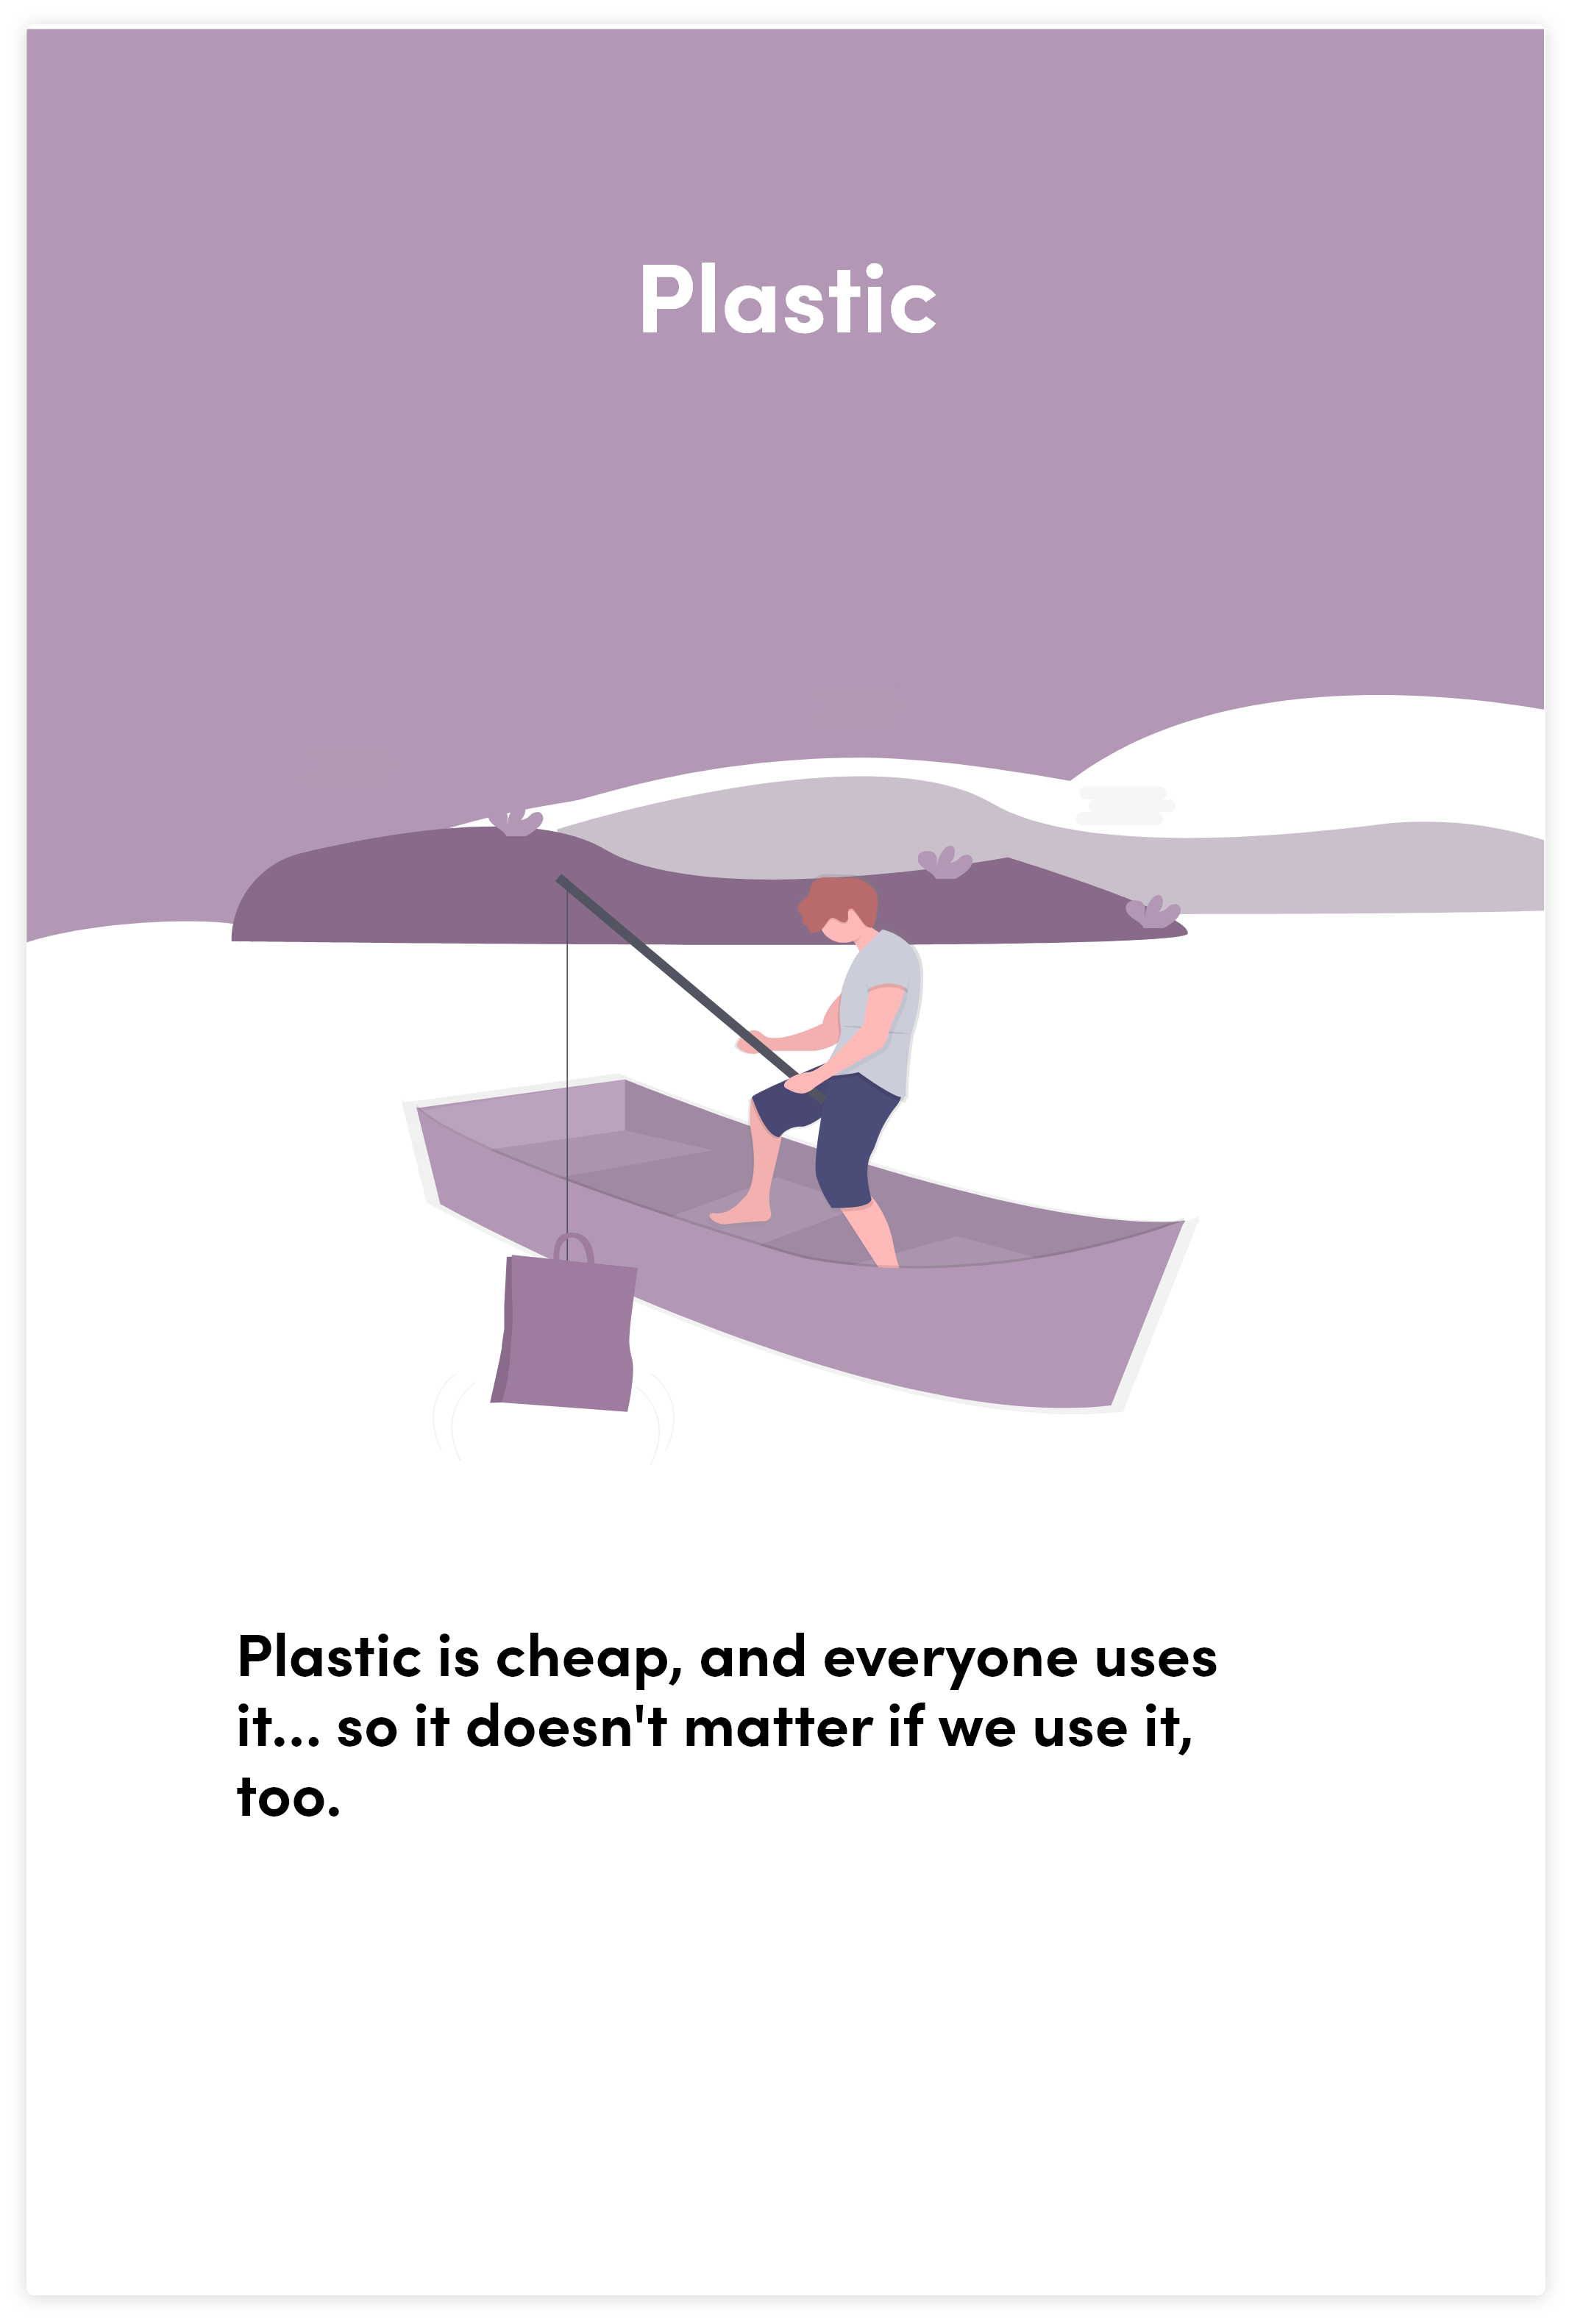 Plastic
Plastic is cheap, and everyone uses
it... so it doesn't matter if we use it,
too.